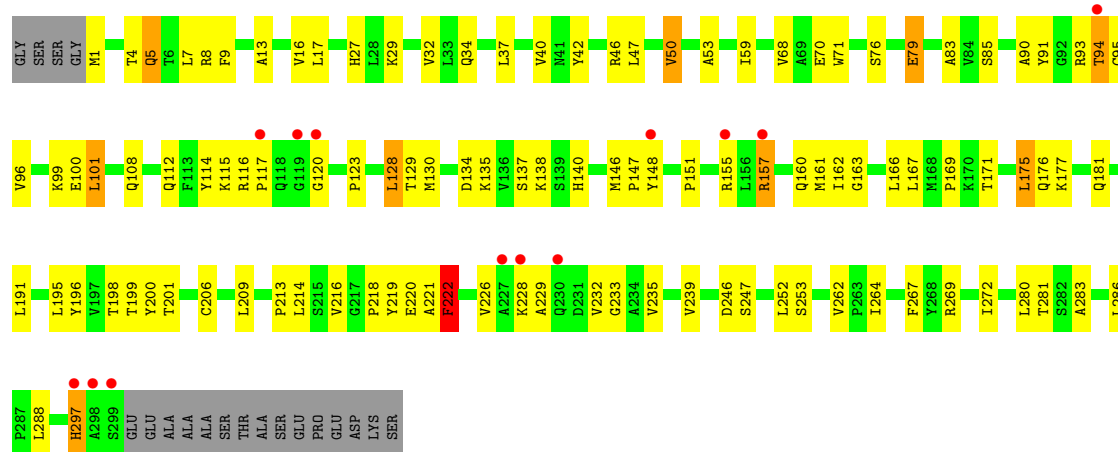 GLY SER SER GLY M1 T4 Q5 T6 L7 R8 F9 A13 V16 L17 H27 L28 K29 V32 L33 Q34 L37 V40 N41 Y42 R46 L47 V50 A53 I59 V68 A69 E70 W71 S76 E79 A83 V84 S85 A90 Y91 G92 R93 T94
V96 K99 E100 L101 Q108 Q112 F113 Y114 K115 R116 P117 Q118 G119 G120 P123 L128 T129 M130 D134 K135 V136 S137 K138 S139 H140 M146 P147 Y148 P151 R155 L156 R157 Q160 M161 I162 G163 L166 L167 M168 P169 K170 T171 L175 Q176 K177 Q181
L191 L195 Y196 V197 T198 T199 Y200 T201 C206 L209 P213 L214 S215 V216 G217 P218 Y219 E220 A221 F222 V226 A227 K228 A229 Q230 D231 V232 G233 A234 V235 V239 D246 S247 L252 S253 V262 P263 I264 F267 Y268 R269 I272 L280 T281 S282 A283
P287 L288 H297 A298 S299 GLU GLU ALA ALA ALA SER THR ALA SER GLU PRO GLU ASP LYS SER